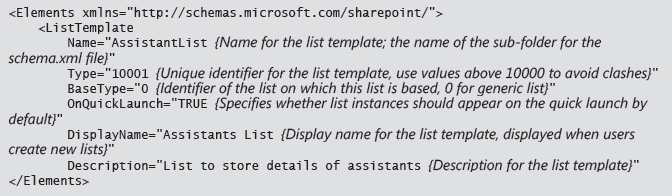 <Elements xmlns="http://schemas.microsoft.com/sharepoint/">
<ListTemplate
Name="AssistantList {Name for the list template; the name of the sub-folder for the
schema.xml file}"
Type="10001 {Unique identifier for the list template, use values above 10000 to avoid clashes}"
BaseType="0 {Identifier of the list on which this list is based, 0 for generic list}"
OnQuickLaunch="TRUE {Specifies whether list instances should appear on the quick launch by
default}"
DisplayName="Assistants List {Display name for the list template, displayed when users
create new lists}"
Description="List to store details of assistants {Description for the list template}"
</Elements>